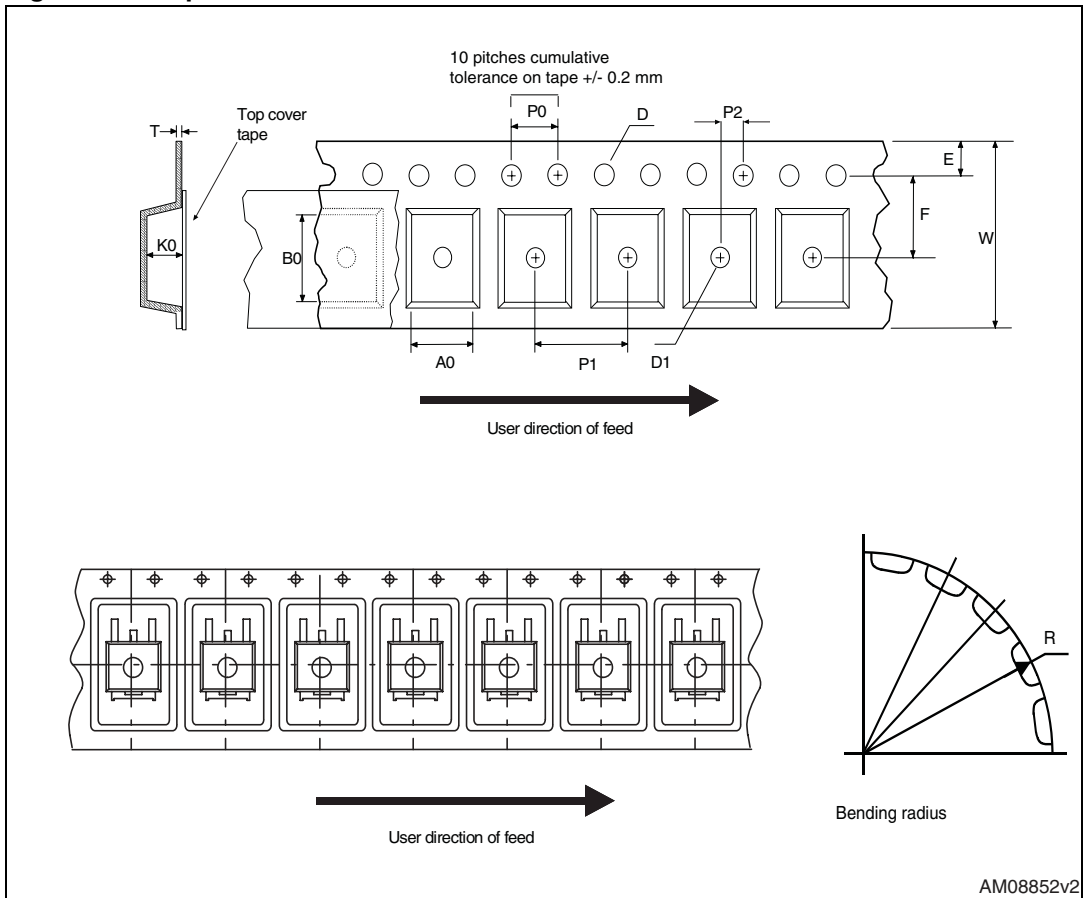 10 pitches cumulative
tolerance on tape +/- 0.2 mm
P0
D
P2
T
Top cover
tape
E
F
W
K0
B0
A0
P1
D1
User direction of feed
R
Bending radius
User direction of feed
AM08852v2